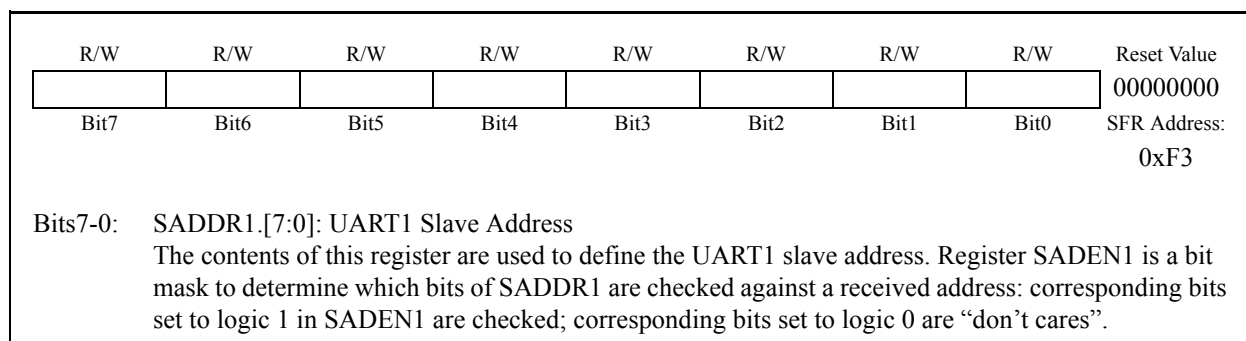 R/W R/W R/W R/W R/W R/W R/W R/W Reset Value
00000000
Bit7 Bit6 Bit5 Bit4 Bit3 Bit2 Bit1 Bit0 SFR Address:
0xF3
Bits7-0: SADDR1.[7:0]: UART1 Slave Address
The contents of this register are used to define the UART1 slave address. Register SADEN1 is a bit
mask to determine which bits of SADDR1 are checked against a received address: corresponding bits
set to logic 1 in SADEN1 are checked; corresponding bits set to logic 0 are “don’t cares”.